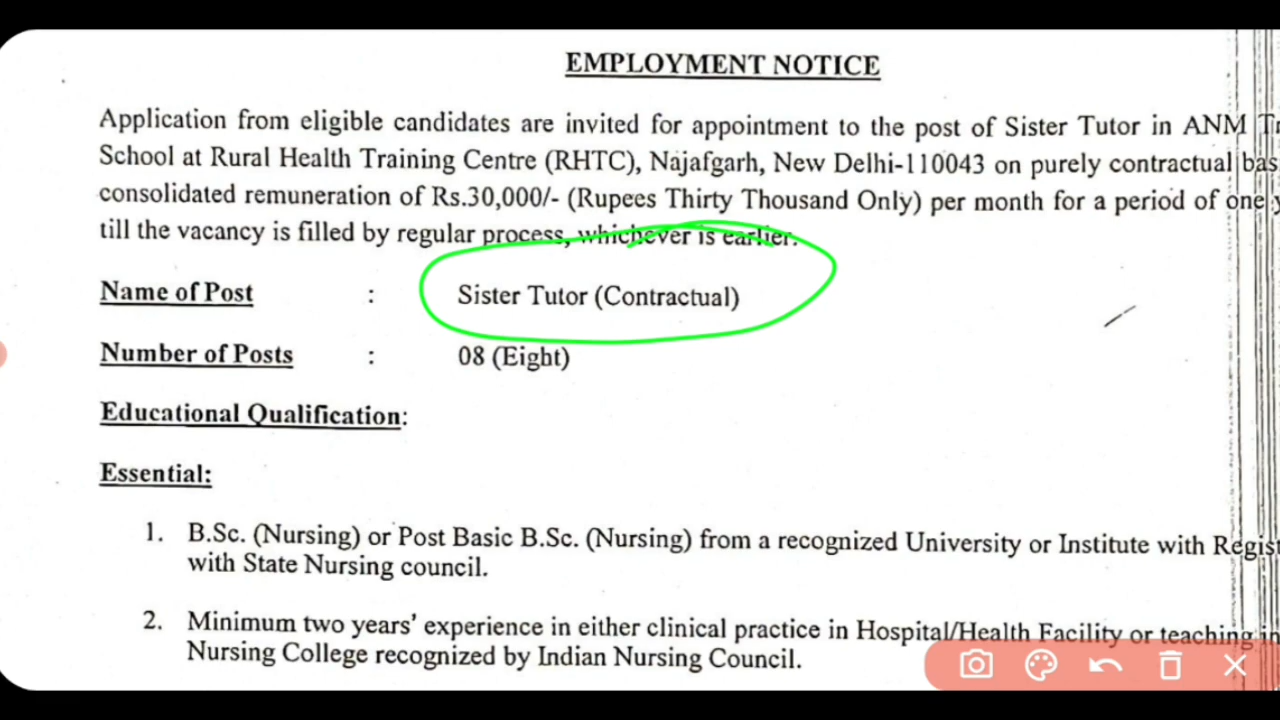 EMPLOYMENT NOTICE
Application from eligible candidates are invited for appointment to the post of Sister Tutor in ANM
School at Rural Health Training Centre (RHTC), Najafgarh, New Delhi-110043 on purely contractual
consolidated remuneration of Rs.30,000/- (Rupees Thirty Thousand Only) per month for a period of one
till the vacancy is filled by regular process, whichever is earlier.
Name of Post : Sister Tutor (Contractual)
Number of Posts : 08 (Eight)
Educational Qualification:
Essential:
1. B.Sc. (Nursing) or Post Basic B.Sc. (Nursing) from a recognized University or Institute with
with State Nursing council.
2. Minimum two years' experience in either clinical practice in Hospital/Health Facility or teaching
Nursing College recognized by Indian Nursing Council.